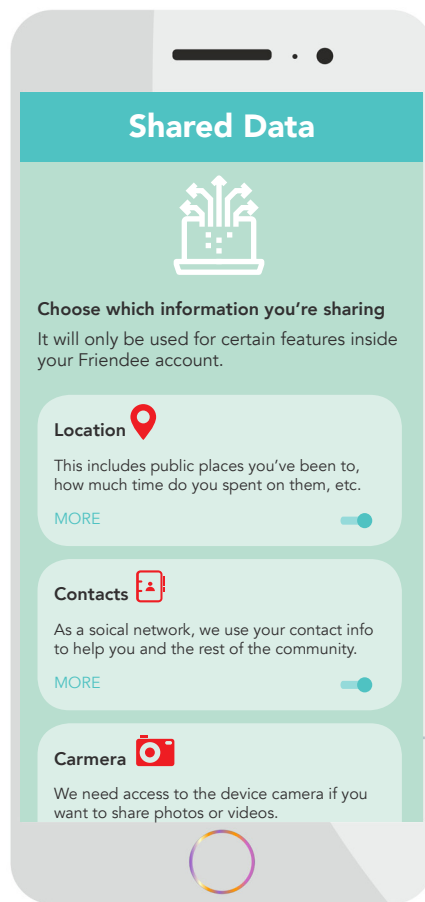 Shared Data
Choose which information you’re sharing
It will only be used for certain features inside
your Friendee account.
Location
This includes public places you’ve been to,
how much time do you spent on them, etc.
MORE
Contacts
As a soical network, we use your contact info
to help you and the rest of the community.
MORE
Carmera
We need access to the device camera if you
want to share photos or videos.